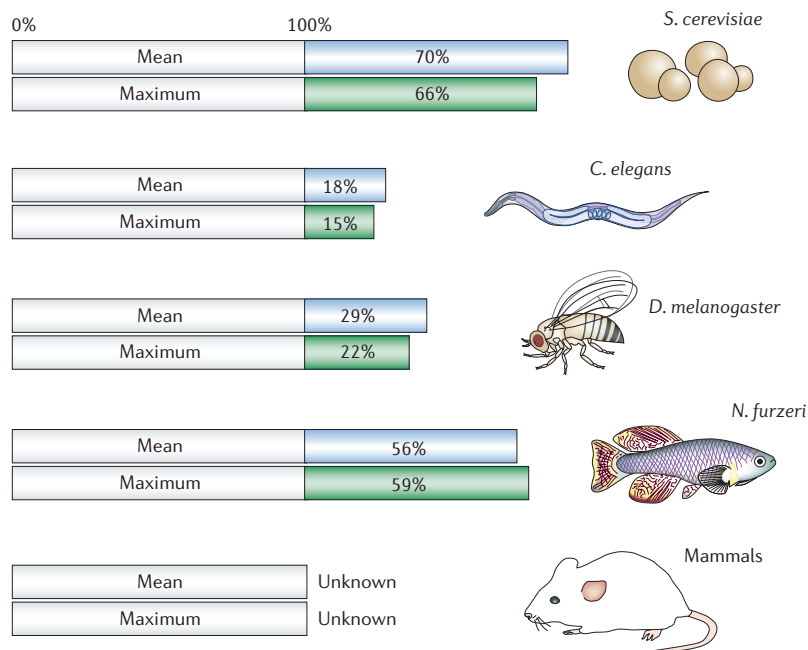 0% 100%
S. cerevisiae
Mean 70%
Maximum 66%
C. elegans
Mean 18%
Maximum 15%
D. melanogaster
Mean 29%
Maximum 22%
N. furzeri
Mean 56%
Maximum 59%
Mammals
Mean Unknown
Maximum Unknown